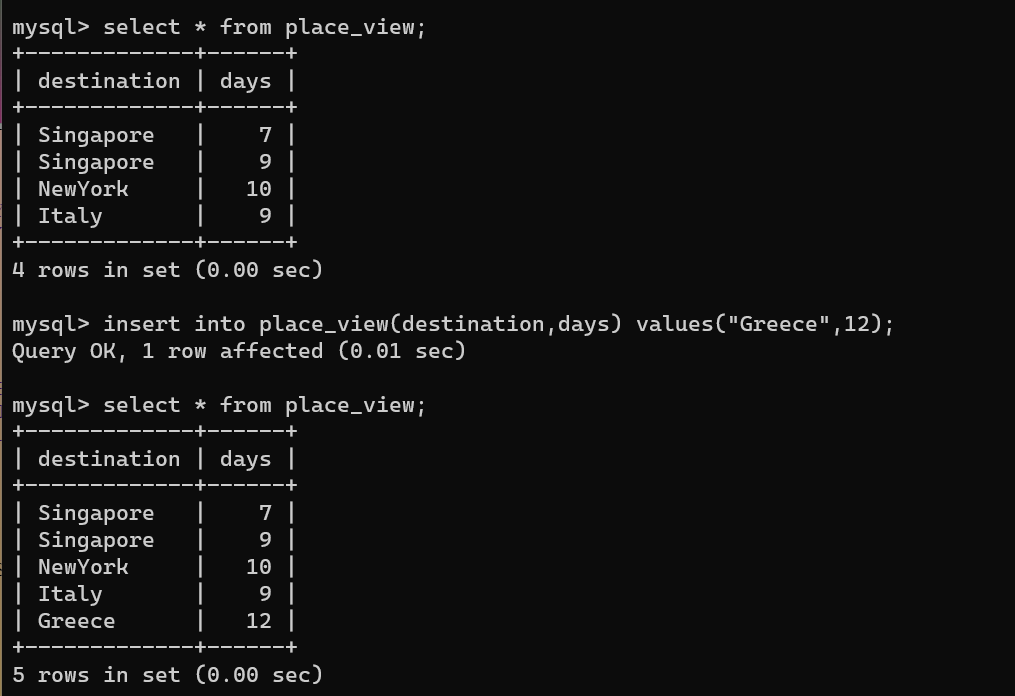 mysql> select * from place_view;
+-------------+------+
| destination | days |
+-------------+------+
| Singapore   |    7 |
| Singapore   |    9 |
| NewYork     |   10 |
| Italy       |    9 |
+-------------+------+
4 rows in set (0.00 sec)

mysql> insert into place_view(destination,days) values("Greece",12);
Query OK, 1 row affected (0.01 sec)

mysql> select * from place_view;
+-------------+------+
| destination | days |
+-------------+------+
| Singapore   |    7 |
| Singapore   |    9 |
| NewYork     |   10 |
| Italy       |    9 |
| Greece      |   12 |
+-------------+------+
5 rows in set (0.00 sec)